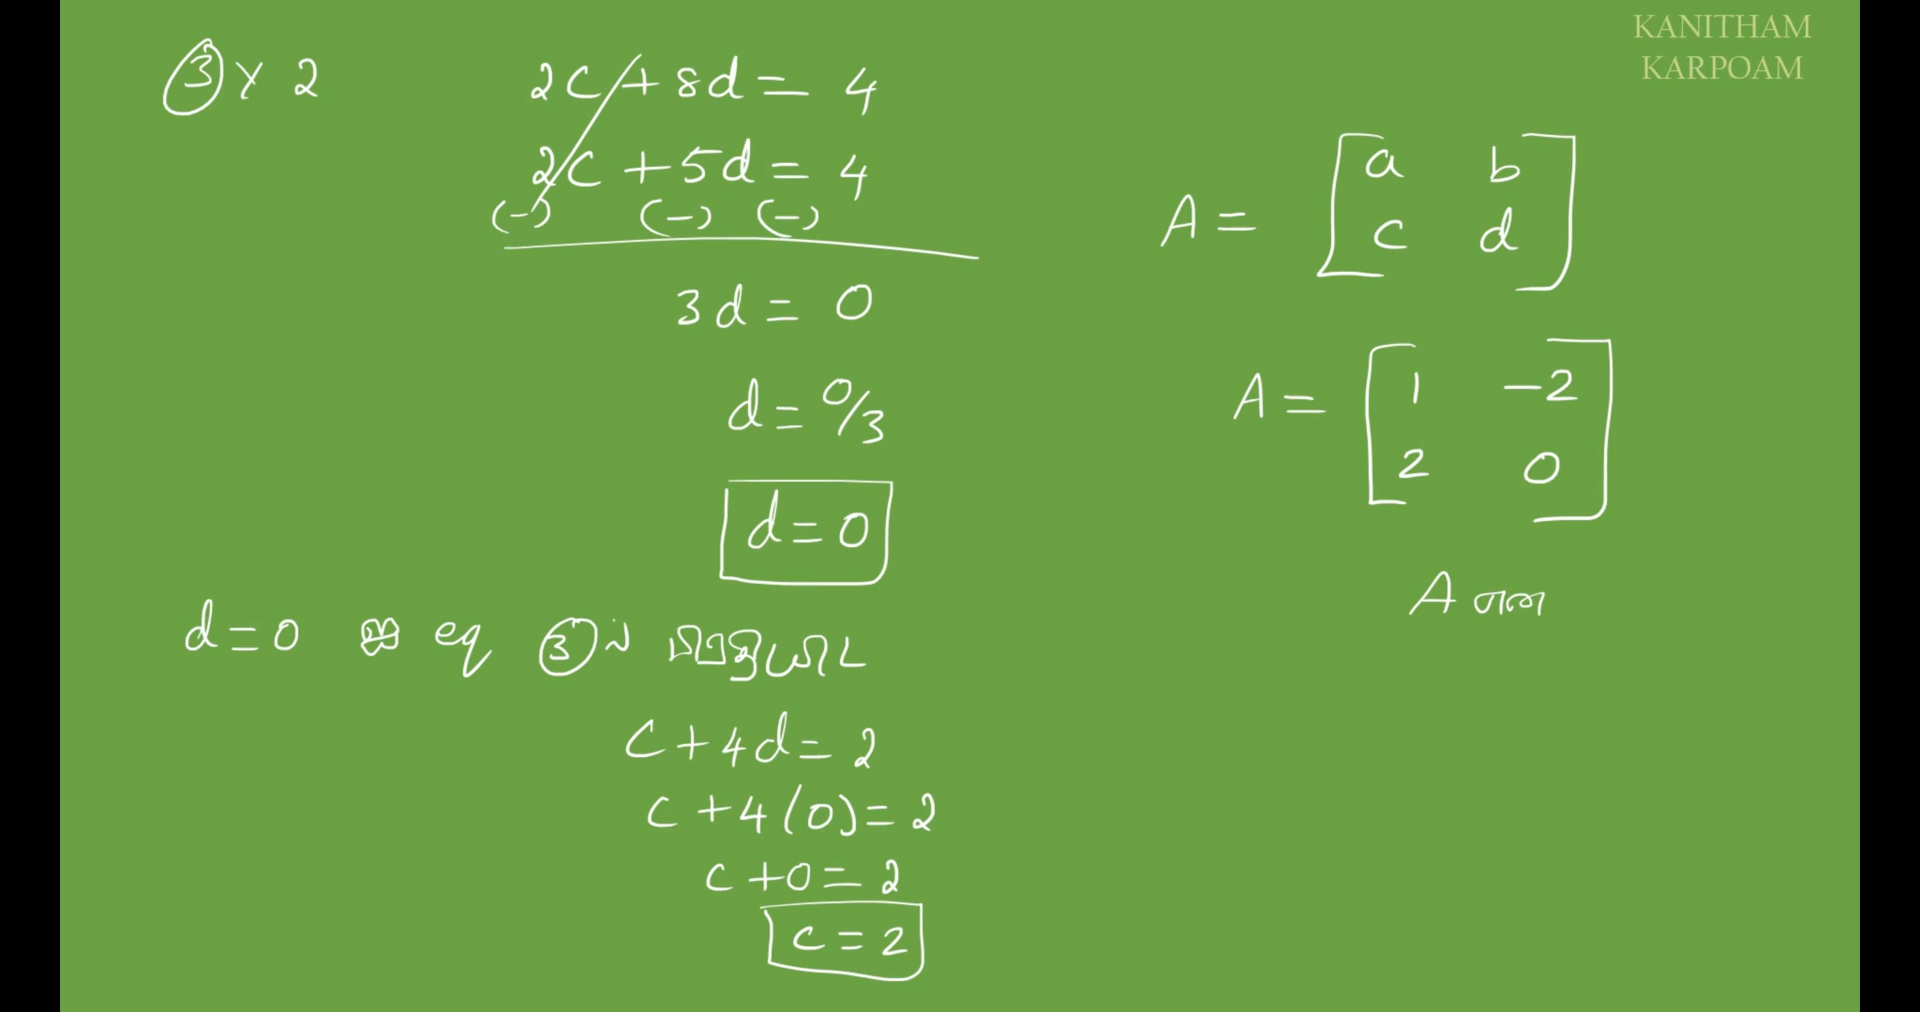 KANITHAM
KARPOAM
③ × 2
2c + 8d = 4
2c + 5d = 4
(-) (-) (-)
3d = 0
d = 0/3
d = 0
d = 0 ஐ eq ③ ல் பிரதியிட
c + 4d = 2
c + 4(0) = 2
c + 0 = 2
c = 2
A = [ a b
c d ]
A = [ 1 -2
2 0 ]
A